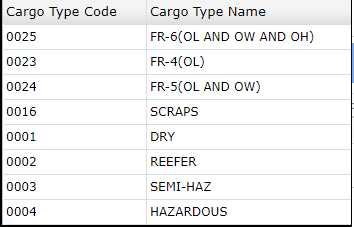 Cargo Type Code Cargo Type Name
0025 FR-6(OL AND OW AND OH)
0023 FR-4(OL)
0024 FR-5(OL AND OW)
0016 SCRAPS
0001 DRY
0002 REEFER
0003 SEMI-HAZ
0004 HAZARDOUS